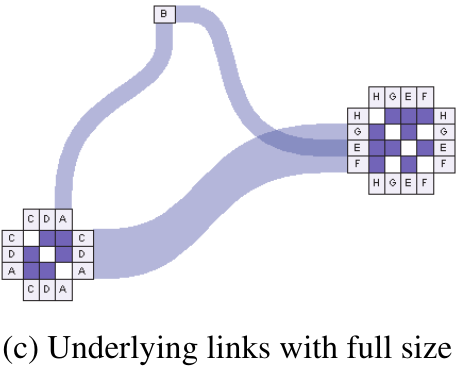 B
H G E F
H H
G G
E E
F F
H G E F
C D A
C C
D D
A A
C D A
(c) Underlying links with full size